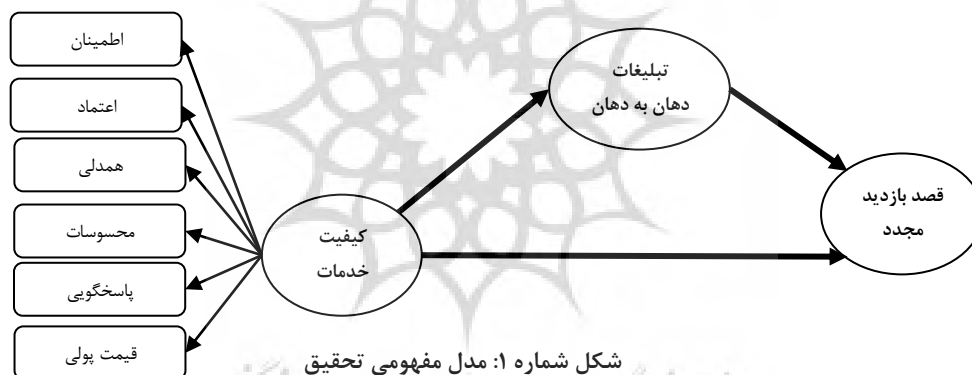 اطمینان
اعتماد
همدلی
محسوسات
پاسخگویی
قیمت پولی
کیفیت
خدمات
تبلیغات
دهان به دهان
قصد بازدید
مجدد
شکل شماره ۱: مدل مفهومی تحقیق